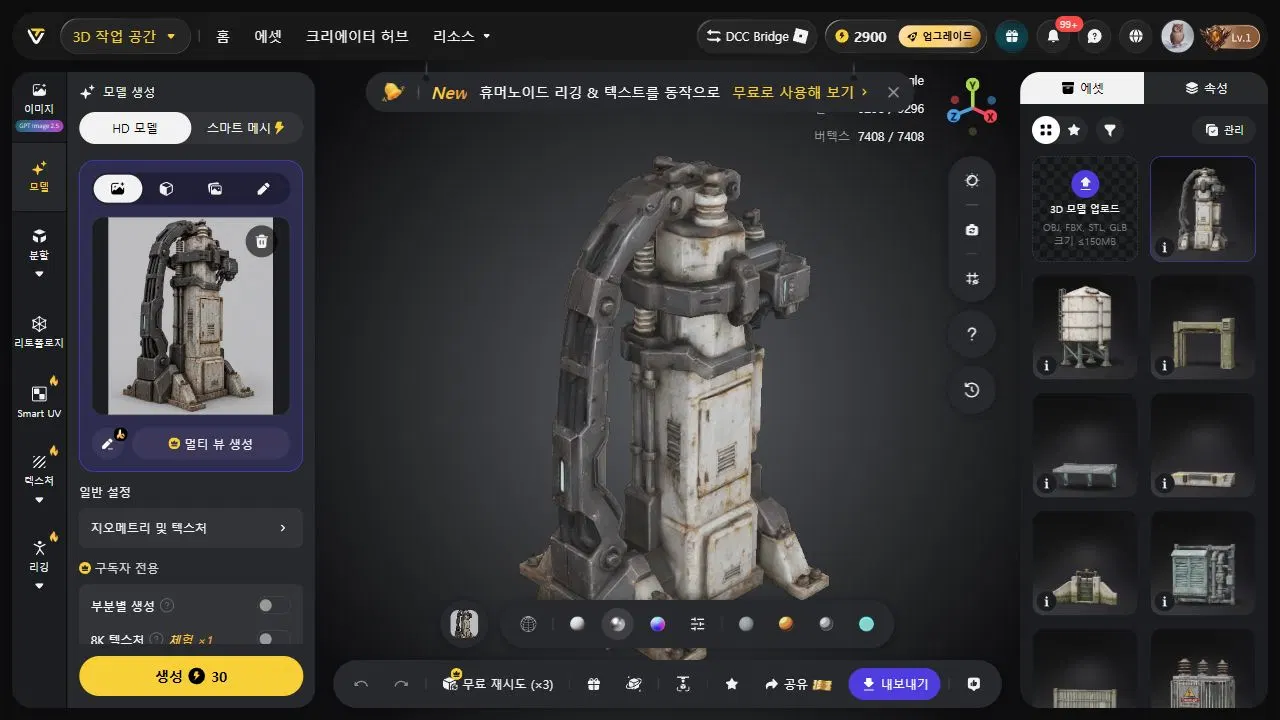 3D 작업 공간
홈
에셋
크리에이터 허브
리소스
DCC Bridge
2900
업그레이드
99+
Lv.1
이미지
GPT Image 2.5
모델
분할
리토폴로지
Smart UV
텍스처
리깅
모델 생성
HD 모델
스마트 메시
멀티 뷰 생성
일반 설정
지오메트리 및 텍스처
구독자 전용
부분별 생성
8K 텍스처
체험 ×1
생성 30
New 휴머노이드 리깅 & 텍스트를 동작으로 무료로 사용해 보기
버텍스 7408 / 7408
무료 재시도 (×3)
공유
내보내기
에셋
속성
관리
3D 모델 업로드
OBJ, FBX, STL, GLB
크기 ≤150MB